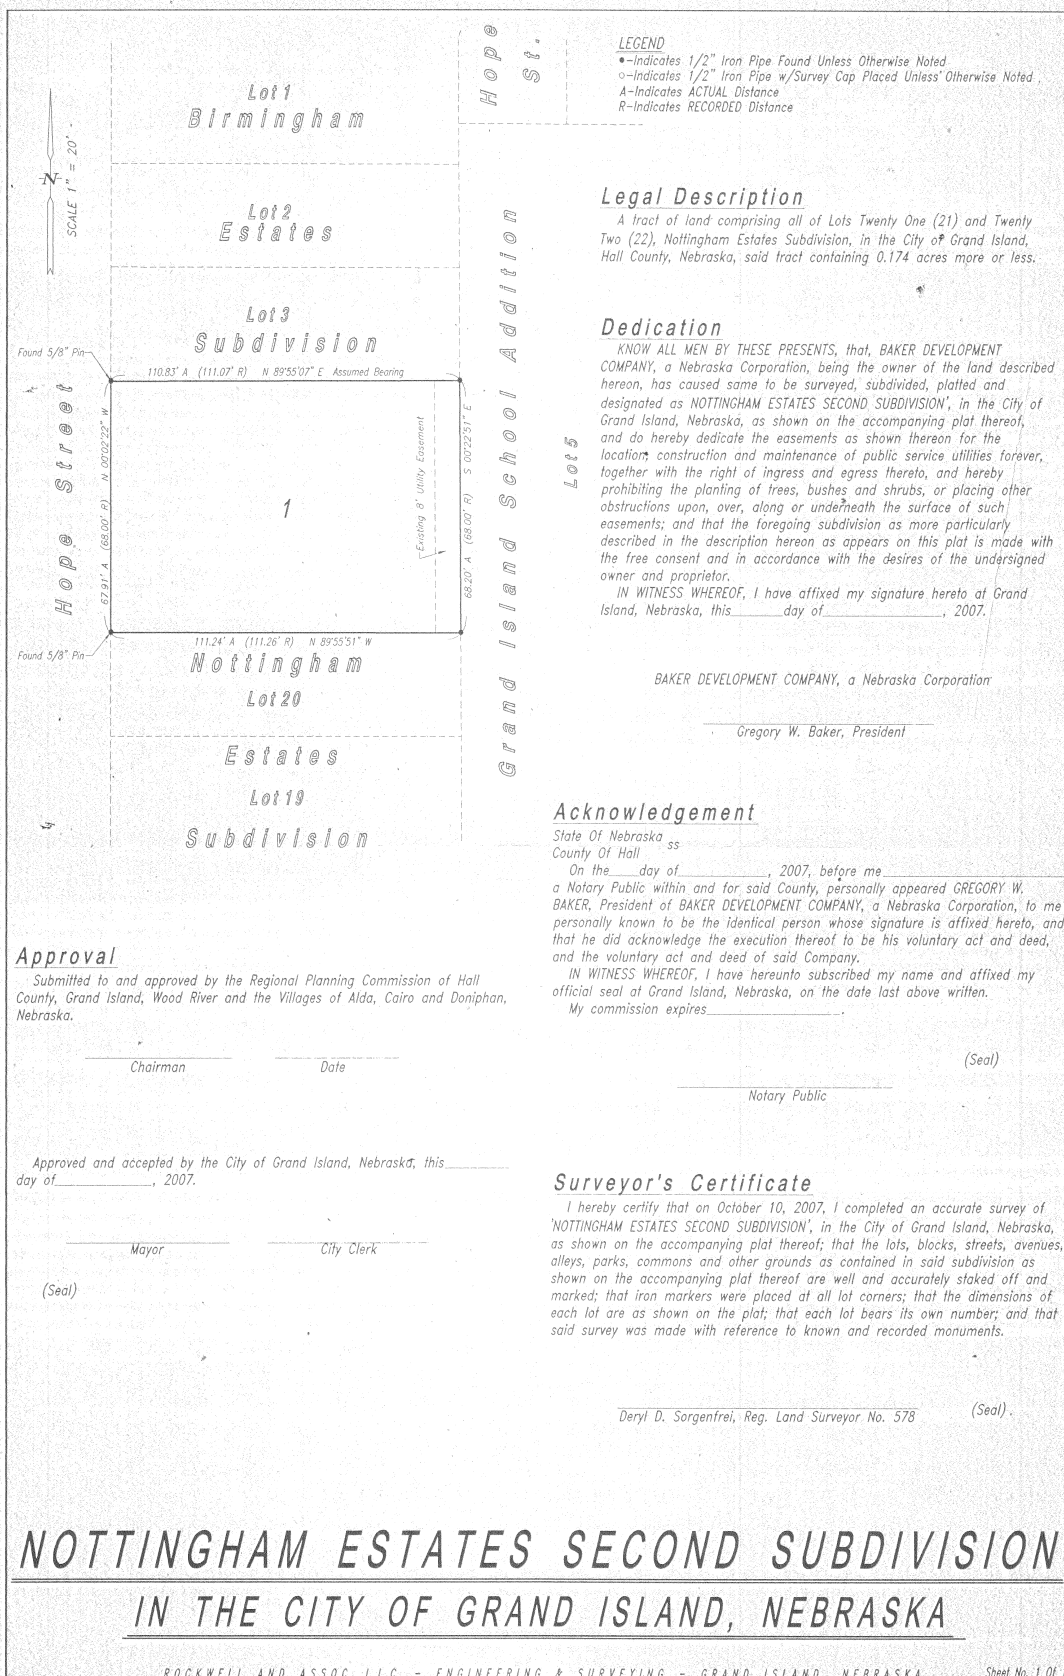 LEGEND
●-Indicates 1/2" Iron Pipe Found Unless Otherwise Noted
○-Indicates 1/2" Iron Pipe w/Survey Cap Placed Unless Otherwise Noted
A-Indicates ACTUAL Distance
R-Indicates RECORDED Distance
N
SCALE 1" = 20'
Hope
St.
Lot 1
Birmingham
Lot 2
Estates
Lot 3
Subdivision
Found 5/8" Pin
110.83' A (111.07' R) N 89°55'07" E Assumed Bearing
Hope Street
67.91' A (68.00' R) N 00°02'22" W
1
Existing 8' Utility Easement
68.20' A (68.00' R) S 00°22'51" E
Grand Island School Addition
Lot 5
111.24' A (111.26' R) N 89°55'51" W
Found 5/8" Pin
Nottingham
Lot 20
Estates
Lot 19
Subdivision
Legal Description
A tract of land comprising all of Lots Twenty One (21) and Twenty
Two (22), Nottingham Estates Subdivision, in the City of Grand Island,
Hall County, Nebraska, said tract containing 0.174 acres more or less.
Dedication
KNOW ALL MEN BY THESE PRESENTS, that, BAKER DEVELOPMENT
COMPANY, a Nebraska Corporation, being the owner of the land described
hereon, has caused same to be surveyed, subdivided, platted and
designated as NOTTINGHAM ESTATES SECOND SUBDIVISION', in the City of
Grand Island, Nebraska, as shown on the accompanying plat thereof,
and do hereby dedicate the easements as shown thereon for the
location, construction and maintenance of public service utilities forever,
together with the right of ingress and egress thereto, and hereby
prohibiting the planting of trees, bushes and shrubs, or placing other
obstructions upon, over, along or underneath the surface of such
easements; and that the foregoing subdivision as more particularly
described in the description hereon as appears on this plat is made with
the free consent and in accordance with the desires of the undersigned
owner and proprietor.
IN WITNESS WHEREOF, I have affixed my signature hereto at Grand
Island, Nebraska, this______day of______________, 2007.
BAKER DEVELOPMENT COMPANY, a Nebraska Corporation
Gregory W. Baker, President
Acknowledgement
State Of Nebraska
ss
County Of Hall
On the____day of___________, 2007, before me______________________
a Notary Public within and for said County, personally appeared GREGORY W.
BAKER, President of BAKER DEVELOPMENT COMPANY, a Nebraska Corporation, to me
personally known to be the identical person whose signature is affixed hereto, and
that he did acknowledge the execution thereof to be his voluntary act and deed,
and the voluntary act and deed of said Company.
IN WITNESS WHEREOF, I have hereunto subscribed my name and affixed my
official seal at Grand Island, Nebraska, on the date last above written.
My commission expires________________.
(Seal)
Notary Public
Approval
Submitted to and approved by the Regional Planning Commission of Hall
County, Grand Island, Wood River and the Villages of Alda, Cairo and Doniphan,
Nebraska.
Chairman Date
Approved and accepted by the City of Grand Island, Nebraska, this_______
day of____________, 2007.
Mayor City Clerk
(Seal)
Surveyor's Certificate
I hereby certify that on October 10, 2007, I completed an accurate survey of
'NOTTINGHAM ESTATES SECOND SUBDIVISION', in the City of Grand Island, Nebraska,
as shown on the accompanying plat thereof; that the lots, blocks, streets, avenues,
alleys, parks, commons and other grounds as contained in said subdivision as
shown on the accompanying plat thereof are well and accurately staked off and
marked; that iron markers were placed at all lot corners; that the dimensions of
each lot are as shown on the plat; that each lot bears its own number; and that
said survey was made with reference to known and recorded monuments.
Deryl D. Sorgenfrei, Reg. Land Surveyor No. 578
(Seal)
NOTTINGHAM ESTATES SECOND SUBDIVISION
IN THE CITY OF GRAND ISLAND, NEBRASKA
ROCKWELL AND ASSOC. LLC. - ENGINEERING & SURVEYING - GRAND ISLAND, NEBRASKA
Sheet No. 1 Of